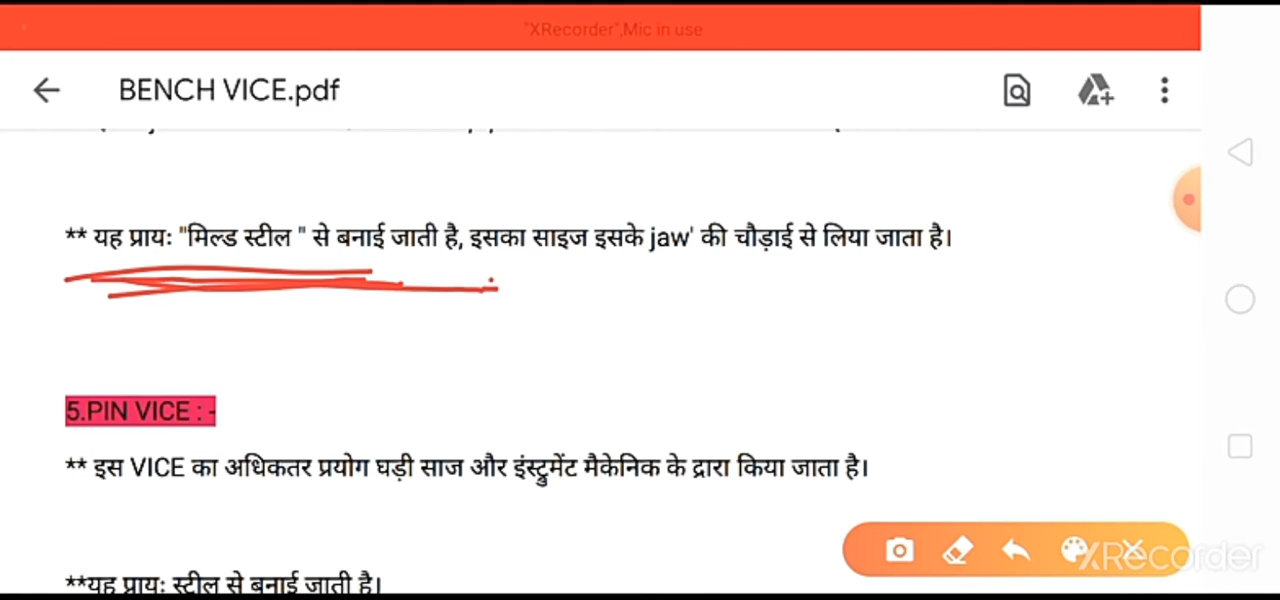 "XRecorder",Mic in use
BENCH VICE.pdf
** यह प्रायः "मिल्ड स्टील " से बनाई जाती है, इसका साइज इसके jaw' की चौड़ाई से लिया जाता है।
5.PIN VICE : -
** इस VICE का अधिकतर प्रयोग घड़ी साज और इंस्ट्रुमेंट मैकेनिक के द्रारा किया जाता है।
XRecorder
**यह प्रायः स्टील से बनाई जाती है।